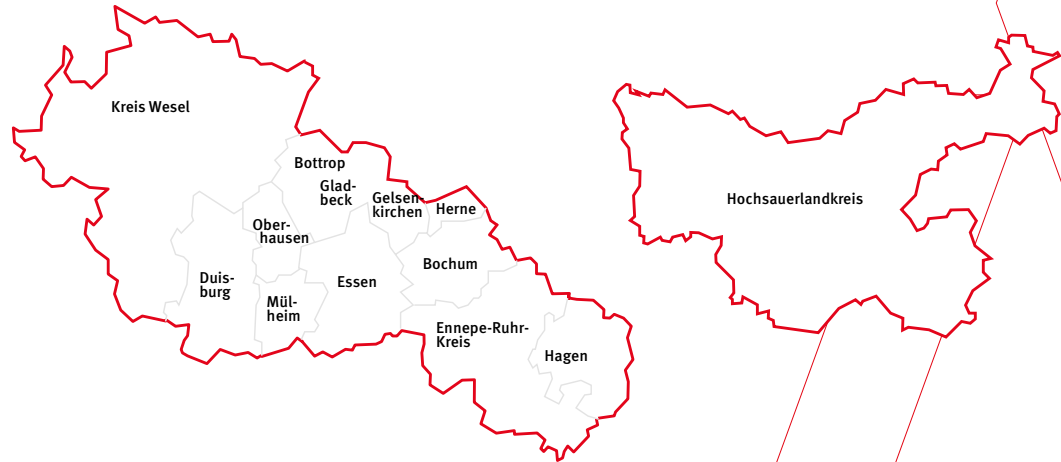 Kreis Wesel
Bottrop
Glad-
beck
Gelsen-
kirchen
Herne
Ober-
hausen
Duis-
burg
Mül-
heim
Essen
Bochum
Ennepe-Ruhr-
Kreis
Hagen
Hochsauerlandkreis